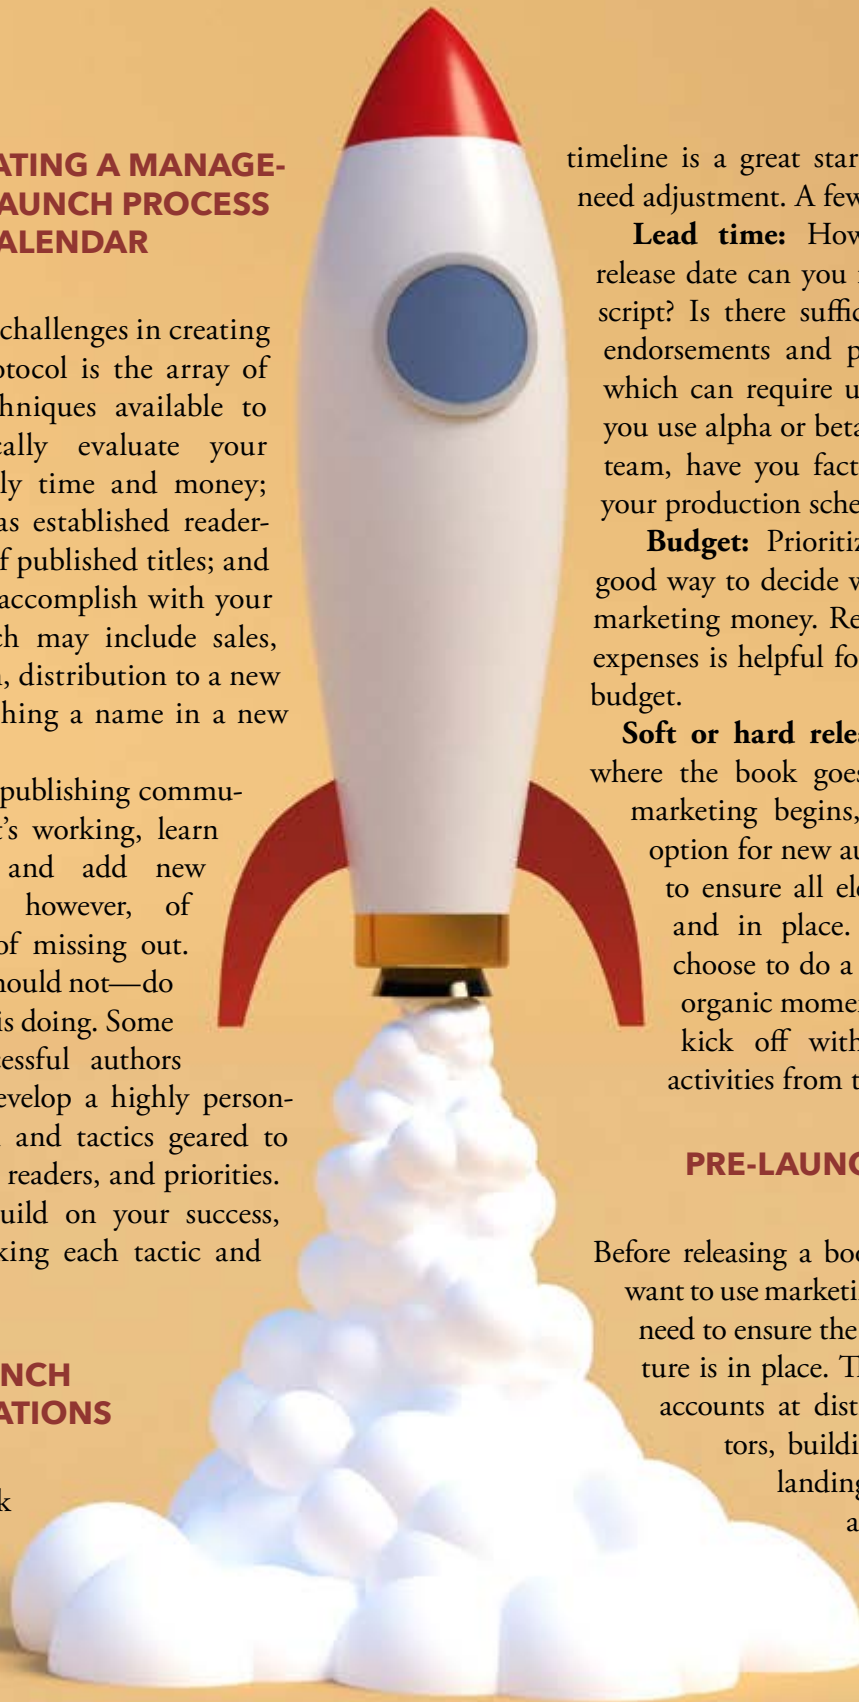 ATING A MANAGE-
AUNCH PROCESS
ALENDAR
challenges in creating
otocol is the array of
hniques available to
cally evaluate your
ly time and money;
as established reader-
f published titles; and
accomplish with your
ch may include sales,
, distribution to a new
hing a name in a new
publishing commu-
t’s working, learn
and add new
however, of
of missing out.
hould not—do
is doing. Some
cessful authors
evelop a highly person-
and tactics geared to
readers, and priorities.
uild on your success,
king each tactic and
NCH
ATIONS
k
timeline is a great star
need adjustment. A few
Lead time: How
release date can you
script? Is there suffic
endorsements and p
which can require u
you use alpha or beta
team, have you fact
your production sche
Budget: Prioritiz
good way to decide w
marketing money. Re
expenses is helpful fo
budget.
Soft or hard relea
where the book goes
marketing begins,
option for new au
to ensure all ele
and in place.
choose to do a
organic momen
kick off with
activities from t
PRE-LAUNC
Before releasing a boo
want to use marketi
need to ensure the
ture is in place. T
accounts at dist
tors, buildi
landing
a